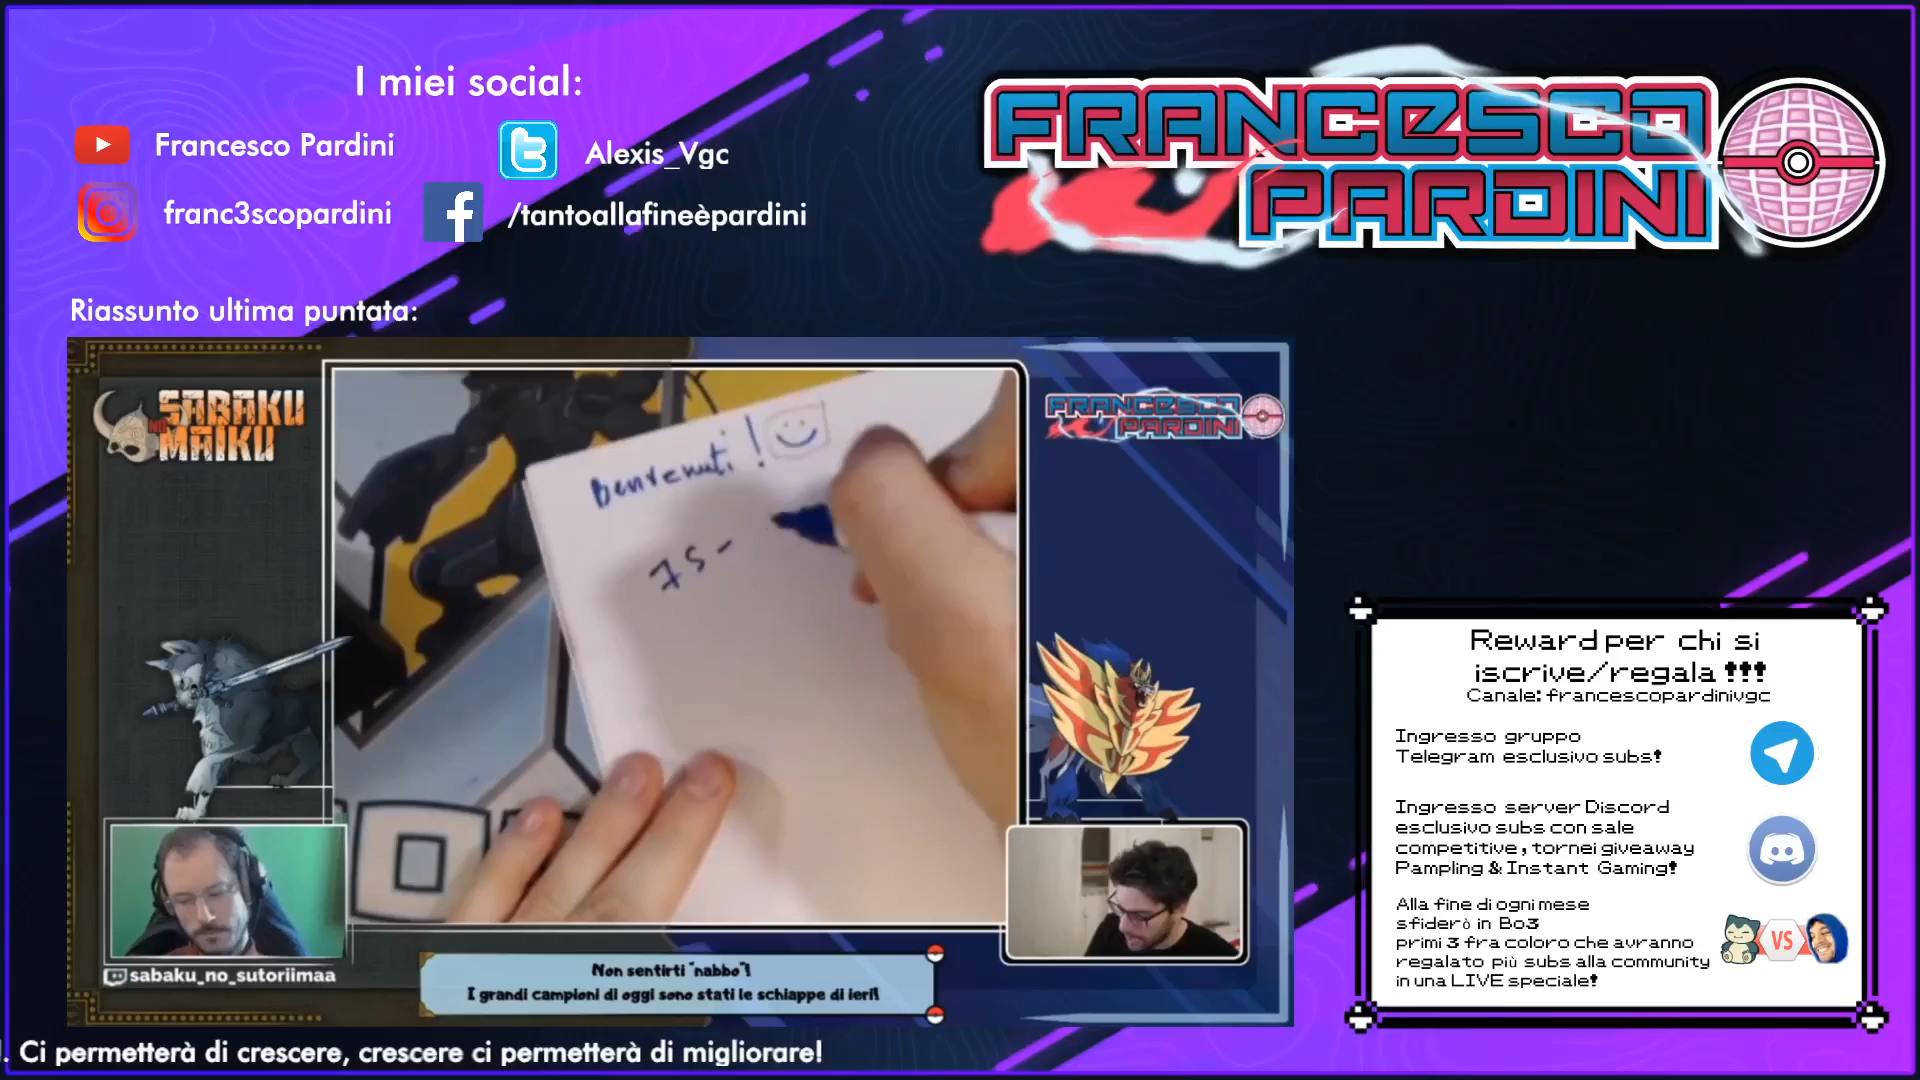 I miei social:
Francesco Pardini
Alexis_Vgc
franc3scopardini
/tantoallafineèpardini
FRANCESCO
PARDINI
Riassunto ultima puntata:
SABAKU
NO
MAIKU
Benvenuti!
75-
FRANCESCO
PARDINI
sabaku_no_sutoriimaa
Non sentirti "nabbo"!
I grandi campioni di oggi sono stati le schiappe di ieri!
. Ci permetterà di crescere, crescere ci permetterà di migliorare!
Reward per chi si
iscrive/regala !!!
Canale: francescopardinivgc
Ingresso gruppo
Telegram esclusivo subs!
Ingresso server Discord
esclusivo subs con sale
competitive, tornei giveaway
Pampling & Instant Gaming!
Alla fine di ogni mese
sfiderò in Bo3
primi 3 fra coloro che avranno
regalato più subs alla community
in una LIVE speciale!
VS